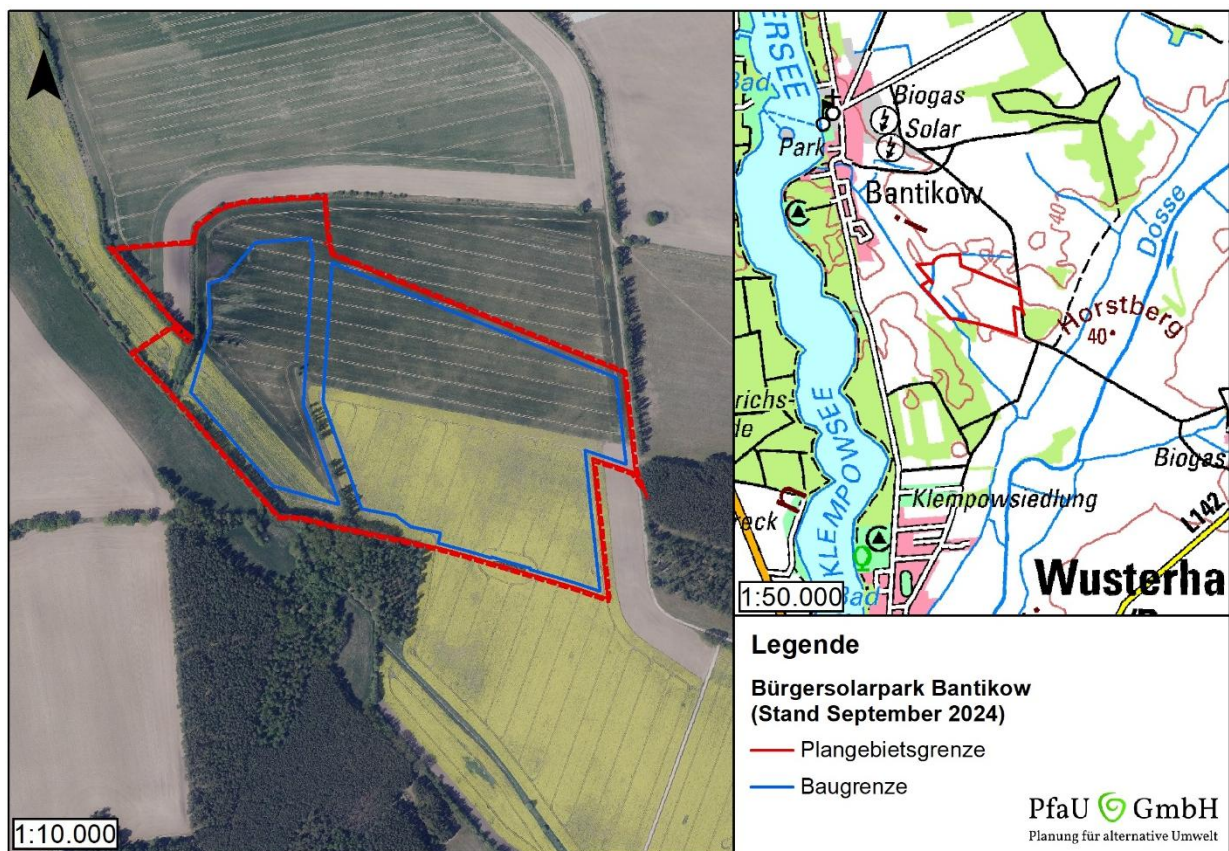 1:10.000
ERSEE
Bad
Biogas
Solar
Park
Bantikow
Dosse
40
Horstberg
40
richs-
de
KLEMPOWSEE
Biogas
Klempowsiedlung
L142
Wusterha
Bad
1:50.000
Legende
Bürgersolarpark Bantikow
(Stand September 2024)
Plangebietsgrenze
Baugrenze
PfaU GmbH
Planung für alternative Umwelt